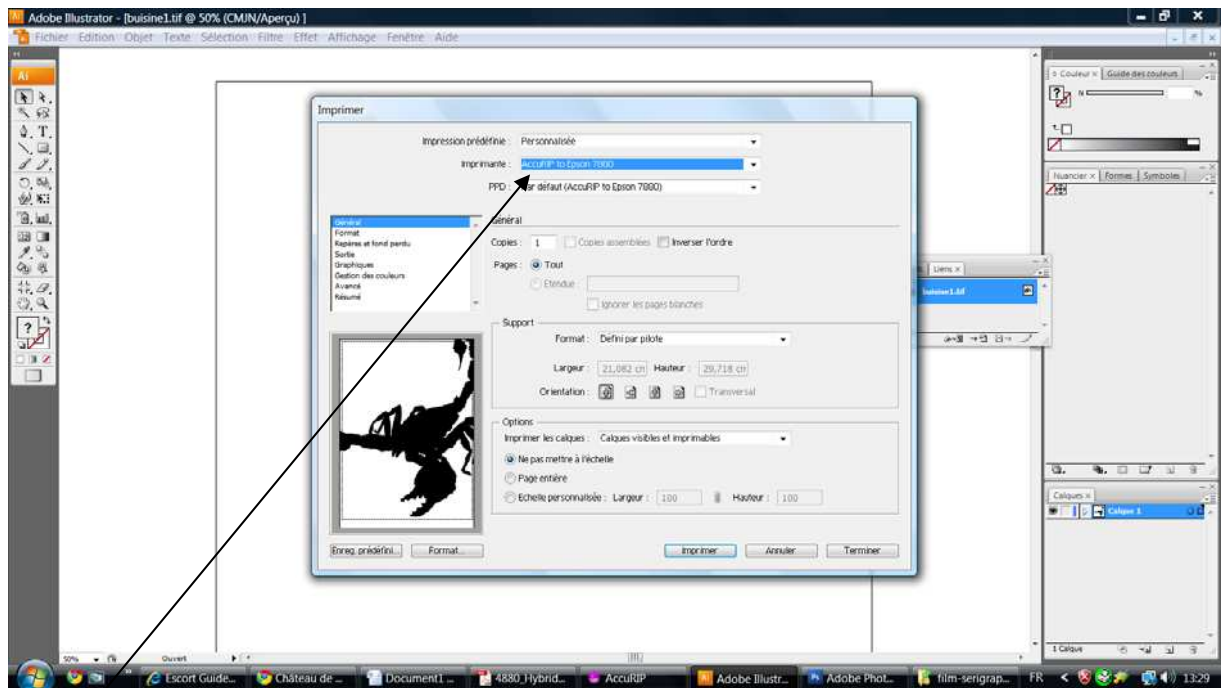 Adobe Illustrator - [buisine1.tif @ 50% (CMJN/Aperçu) ]
Fichier Edition Objet Texte Sélection Filtre Effet Affichage Fenêtre Aide
Ai
Couleur × Guide des couleurs
N %
Nuancier × Formes Symboles
Liens ×
buisine1.tif
Calques ×
Calque 1
1 Calque
Imprimer
Impression prédéfinie : Personnalisée
Imprimante : AccuRIP to Epson 7880
PPD : Par défaut (AccuRIP to Epson 7880)
Général
Format
Repères et fond perdu
Sortie
Graphiques
Gestion des couleurs
Avancé
Résumé
Général
Copies : 1 Copies assemblées Inverser l'ordre
Pages : Tout
Etendue :
Ignorer les pages blanches
Support
Format : Défini par pilote
Largeur : 21,082 cm Hauteur : 29,718 cm
Orientation : Transversal
Options
Imprimer les calques : Calques visibles et imprimables
Ne pas mettre à l'échelle
Page entière
Echelle personnalisée : Largeur : 100 Hauteur : 100
Enreg. prédéfini... Format... Imprimer Annuler Terminer
50% Ouvert
Escort Guide... Château de ... Document1 ... 4880_Hybrid... AccuRIP Adobe Illustr... Adobe Phot... film-serigrap... FR 13:29